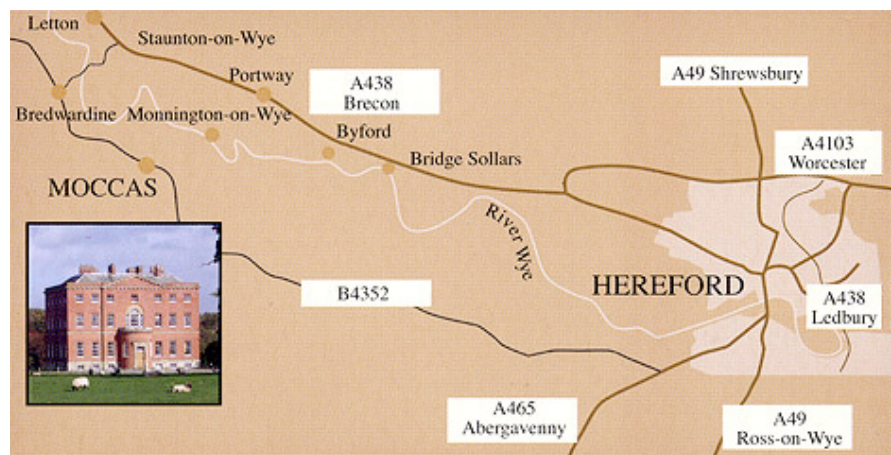 Letton
Staunton-on-Wye
Portway
A438
Brecon
A49 Shrewsbury
Bredwardine
Monnington-on-Wye
Byford
Bridge Sollars
A4103
Worcester
MOCCAS
River Wye
B4352
HEREFORD
A438
Ledbury
A465
Abergavenny
A49
Ross-on-Wye